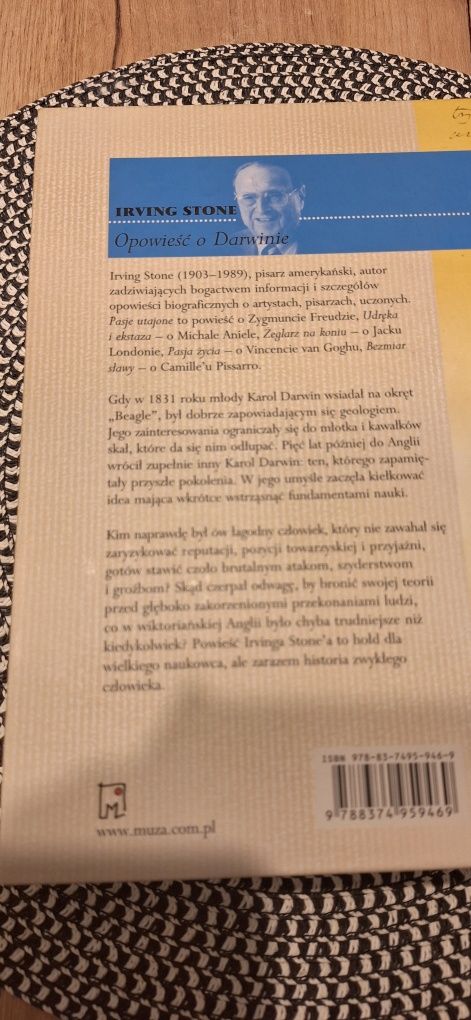 IRVING STONE
Opowieść o Darwinie
Irving Stone (1903–1989), pisarz amerykański, autor
zadziwiających bogactwem informacji i szczegółów
opowieści biograficznych o artystach, pisarzach, uczonych.
Pasje utajone to powieść o Zygmuncie Freudzie, Udręka
i ekstaza – o Michale Aniele, Żeglarz na koniu – o Jacku
Londonie, Pasja życia – o Vincencie van Goghu, Bezmiar
sławy – o Camille'u Pissarro.
Gdy w 1831 roku młody Karol Darwin wsiadał na okręt
„Beagle”, był dobrze zapowiadającym się geologiem.
Jego zainteresowania ograniczały się do młotka i kawałków
skał, które da się nim odłupać. Pięć lat później do Anglii
wrócił zupełnie inny Karol Darwin: ten, którego zapamię-
tały przyszłe pokolenia. W jego umyśle zaczęła kiełkować
idea mająca wkrótce wstrząsnąć fundamentami nauki.
Kim naprawdę był ów łagodny człowiek, który nie zawahał się
zaryzykować reputacji, pozycji towarzyskiej i przyjaźni,
gotów stawić czoło brutalnym atakom, szyderstwom
i groźbom? Skąd czerpał odwagę, by bronić swojej teorii
przed głęboko zakorzenionymi przekonaniami ludzi,
co w wiktoriańskiej Anglii było chyba trudniejsze niż
kiedykolwiek? Powieść Irvinga Stone'a to hołd dla
wielkiego naukowca, ale zarazem historia zwykłego
człowieka.
ISBN 978-83-7495-946-9
9 788374 959469
M
www.muza.com.pl